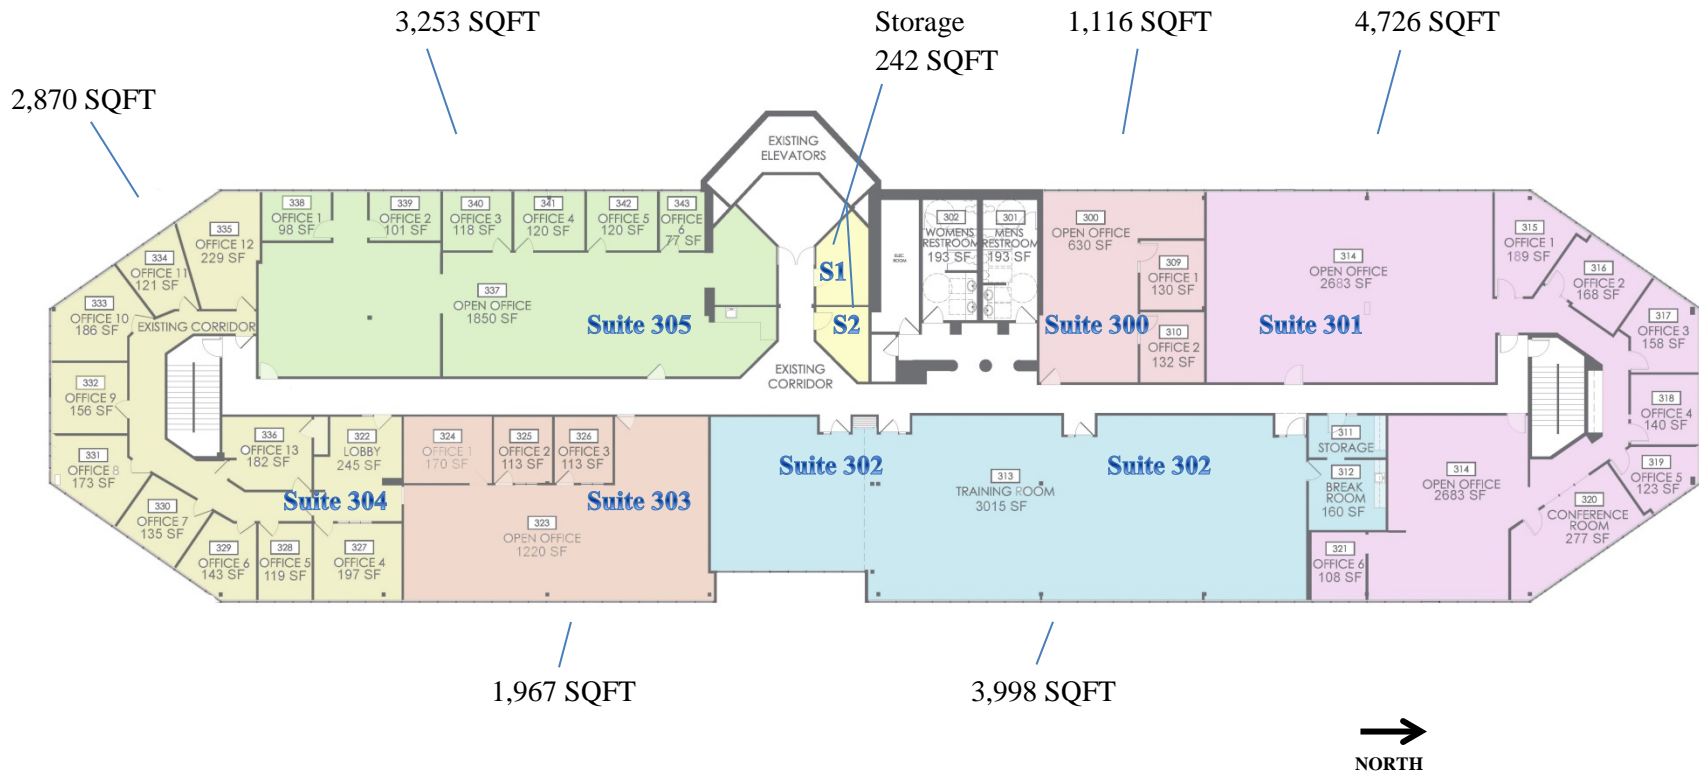 3,253 SQFT
Storage
242 SQFT
1,116 SQFT
4,726 SQFT
2,870 SQFT
EXISTING
ELEVATORS
338
OFFICE 1
98 SF
339
OFFICE 2
101 SF
340
OFFICE 3
118 SF
341
OFFICE 4
120 SF
342
OFFICE 5
120 SF
343
OFFICE
6
77 SF
335
OFFICE 12
229 SF
334
OFFICE 11
121 SF
333
OFFICE 10
186 SF
EXISTING CORRIDOR
337
OPEN OFFICE
1850 SF
Suite 305
S1
S2
EXISTING
CORRIDOR
ELEC
ROOM
302
WOMENS
RESTROOM
193 SF
301
MENS
RESTROOM
193 SF
300
OPEN OFFICE
630 SF
309
OFFICE 1
130 SF
310
OFFICE 2
132 SF
Suite 300
314
OPEN OFFICE
2683 SF
Suite 301
315
OFFICE 1
189 SF
316
OFFICE 2
168 SF
317
OFFICE 3
158 SF
318
OFFICE 4
140 SF
319
OFFICE 5
123 SF
320
CONFERENCE
ROOM
277 SF
332
OFFICE 9
156 SF
331
OFFICE 8
173 SF
330
OFFICE 7
135 SF
329
OFFICE 6
143 SF
328
OFFICE 5
119 SF
327
OFFICE 4
197 SF
336
OFFICE 13
182 SF
322
LOBBY
245 SF
Suite 304
324
OFFICE 1
170 SF
325
OFFICE 2
113 SF
326
OFFICE 3
113 SF
Suite 303
323
OPEN OFFICE
1220 SF
Suite 302
313
TRAINING ROOM
3015 SF
Suite 302
311
STORAGE
312
BREAK
ROOM
160 SF
314
OPEN OFFICE
2683 SF
321
OFFICE 6
108 SF
1,967 SQFT
3,998 SQFT
NORTH